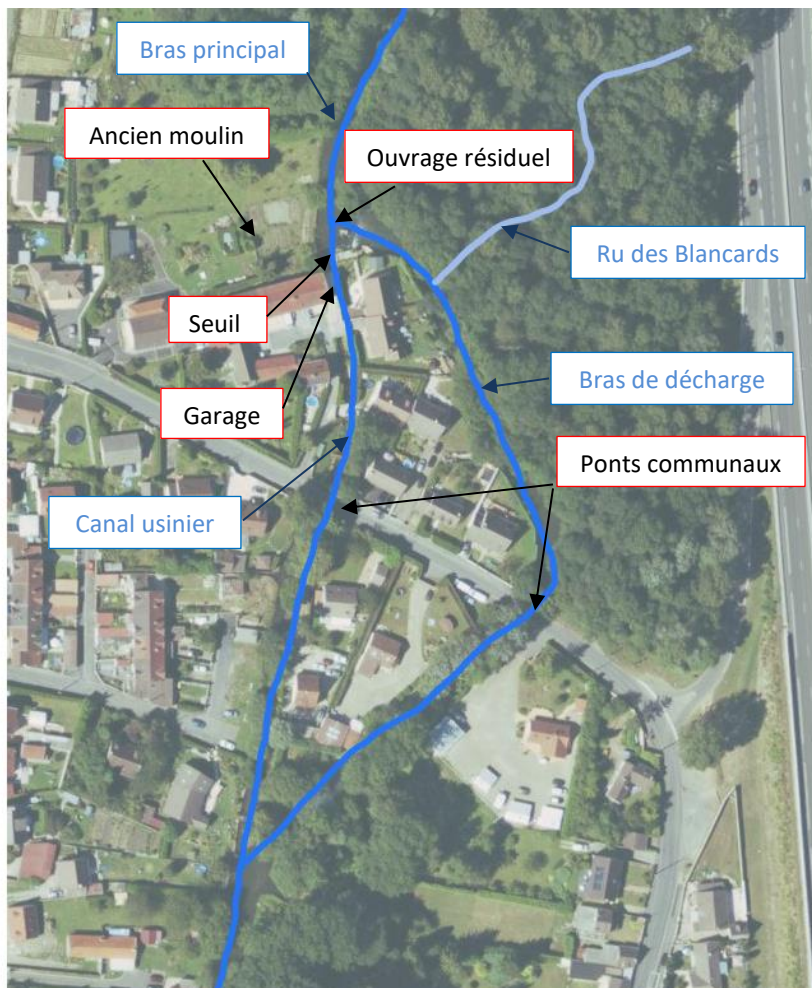 Bras principal
Ancien moulin
Ouvrage résiduel
Ru des Blancards
Seuil
Bras de décharge
Garage
Ponts communaux
Canal usinier